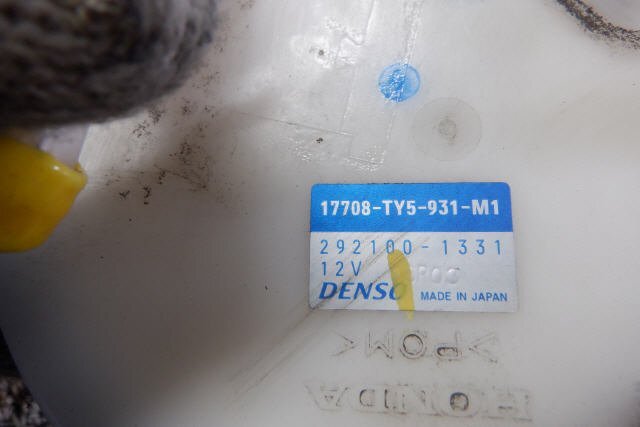 17708-TY5-931-M1
292100-1331
12V
DENSO MADE IN JAPAN
>POM<
HONDA